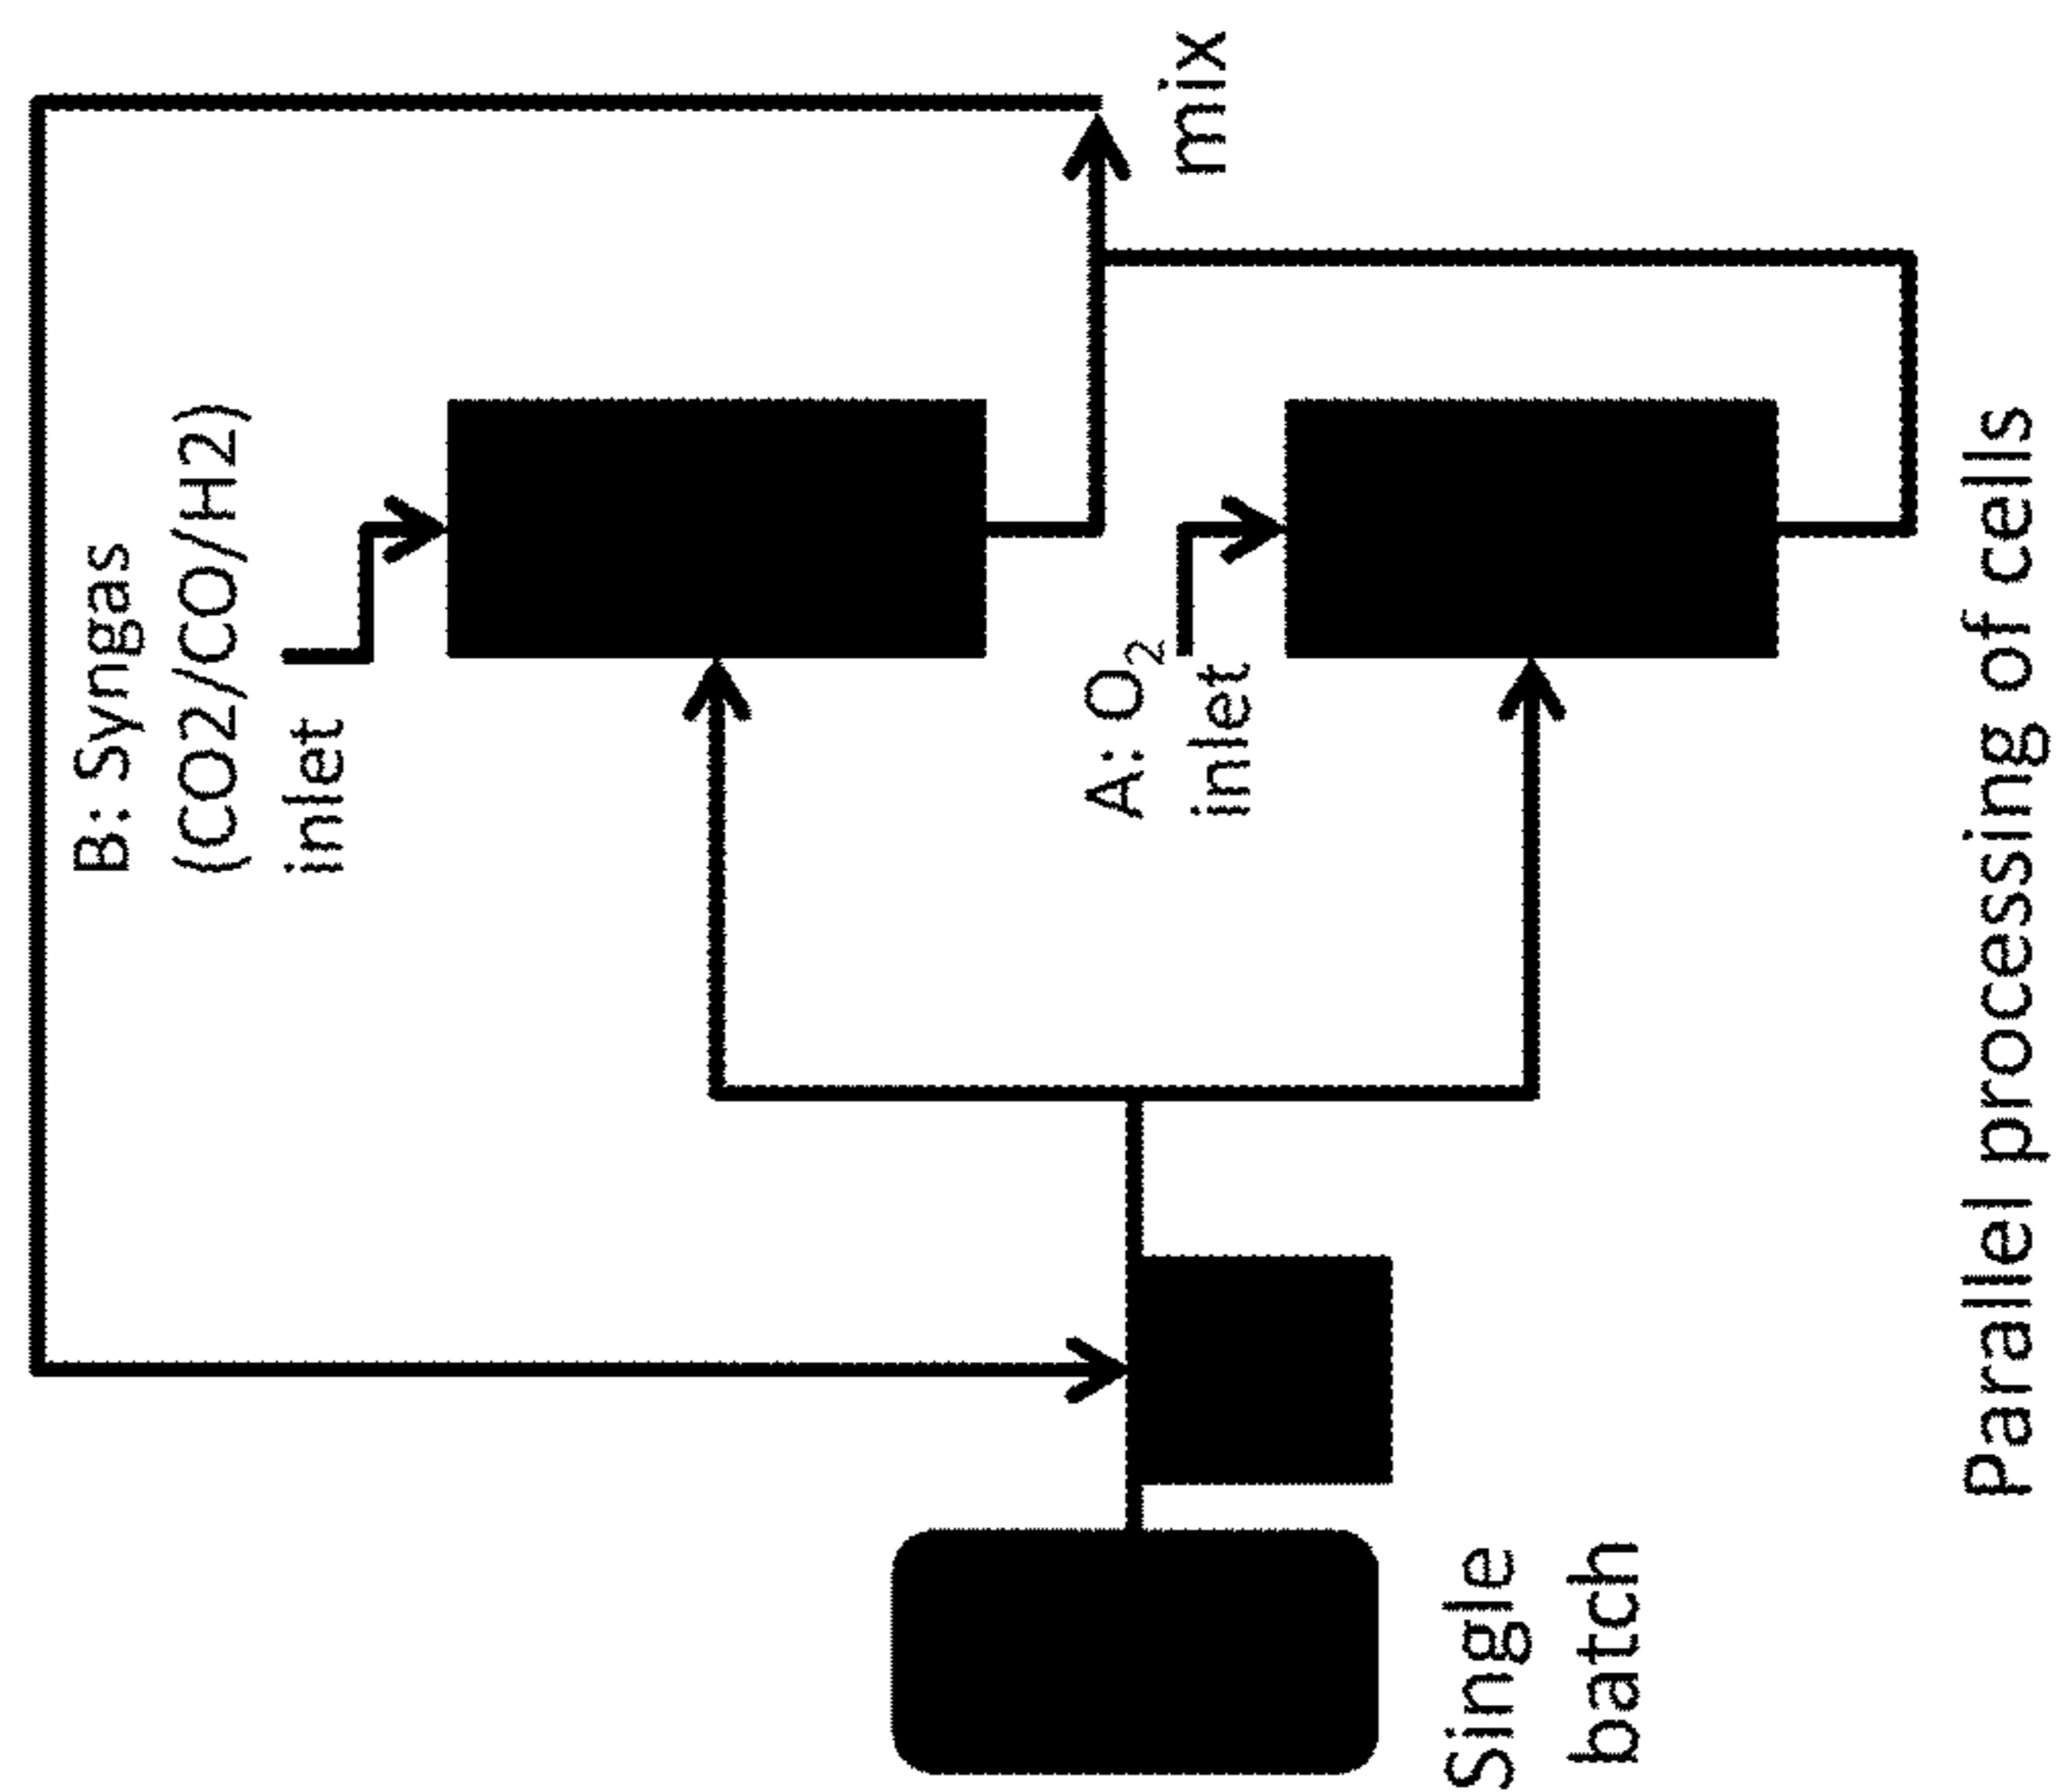 B: Syngas
(CO2/CO/H2)
inlet
mix
A: O₂
inlet
Single
batch
Parallel processing of cells